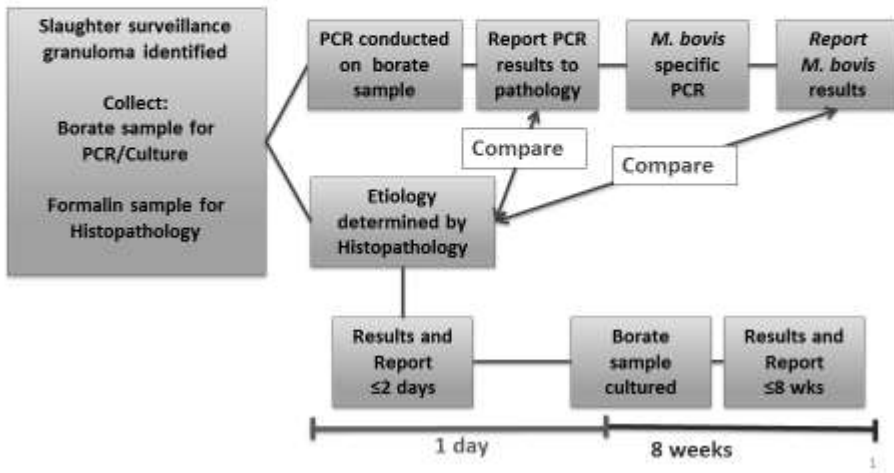 Slaughter surveillance
granuloma identified
Collect:
Borate sample for
PCR/Culture
Formalin sample for
Histopathology
PCR conducted
on borate
sample
Report PCR
results to
pathology
M. bovis
specific
PCR
Report
M. bovis
results
Compare
Compare
Etiology
determined by
Histopathology
Results and
Report
≤2 days
Borate
sample
cultured
Results and
Report
≤8 wks
1 day
8 weeks
1